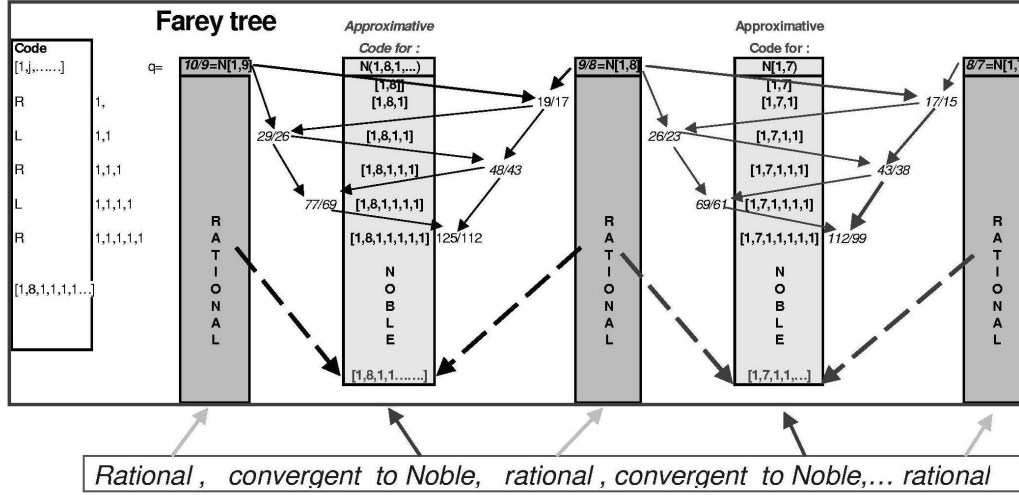 Farey tree
Approximative
Code for :
Approximative
Code for :
Code
[1,j,……]
q=
10/9=N[1,9]
N(1,8,1,...)
9/8=N[1,8]
N[1,7)
8/7=N[1,7
[1,8]]
[1,7]
R 1,
[1,8,1]
19/17
[1,7,1]
17/15
L 1,1
29/26
[1,8,1,1]
26/23
[1,7,1,1]
R 1,1,1
[1,8,1,1,1]
48/43
[1,7,1,1,1]
43/38
L 1,1,1,1
77/69
[1,8,1,1,1,1]
69/61
[1,7,1,1,1,1]
R 1,1,1,1,1
[1,8,1,1,1,1,1]
125/112
[1,7,1,1,1,1,1]
112/99
[1,8,1,1,1,1…]
RATIONAL
NOBLE
RATIONAL
NOBLE
RATIONAL
[1,8,1,1…….]
[1,7,1,1,…]
Rational , convergent to Noble, rational , convergent to Noble,… rational